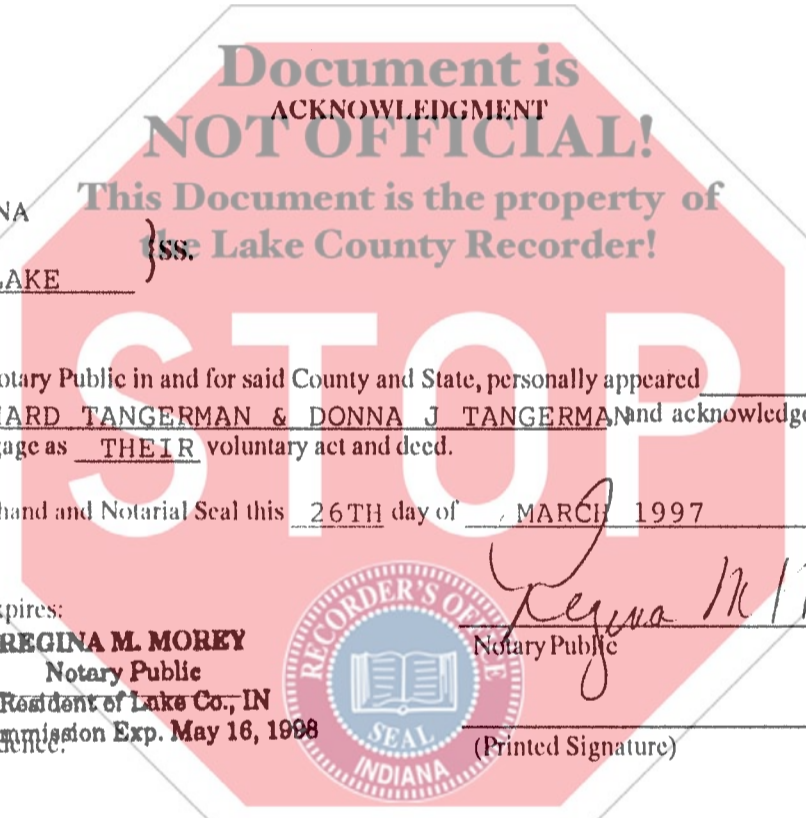 Document is
ACKNOWLEDGMENT
NOT OFFICIAL!
This Document is the property of
NA
the Lake County Recorder!
}SS.
LAKE
STOP
otary Public in and for said County and State, personally appeared
ARD TANGERMAN & DONNA J TANGERMAN and acknowledge
gage as THEIR voluntary act and deed.
hand and Notarial Seal this 26TH day of MARCH 1997
xpires:
Regina M
REGINA M. MOREY
Notary Public
Notary Public
Resident of Lake Co., IN
mmission Exp. May 16, 1998
dence:
(Printed Signature)
RECORDER'S OFFICE
SEAL
INDIANA